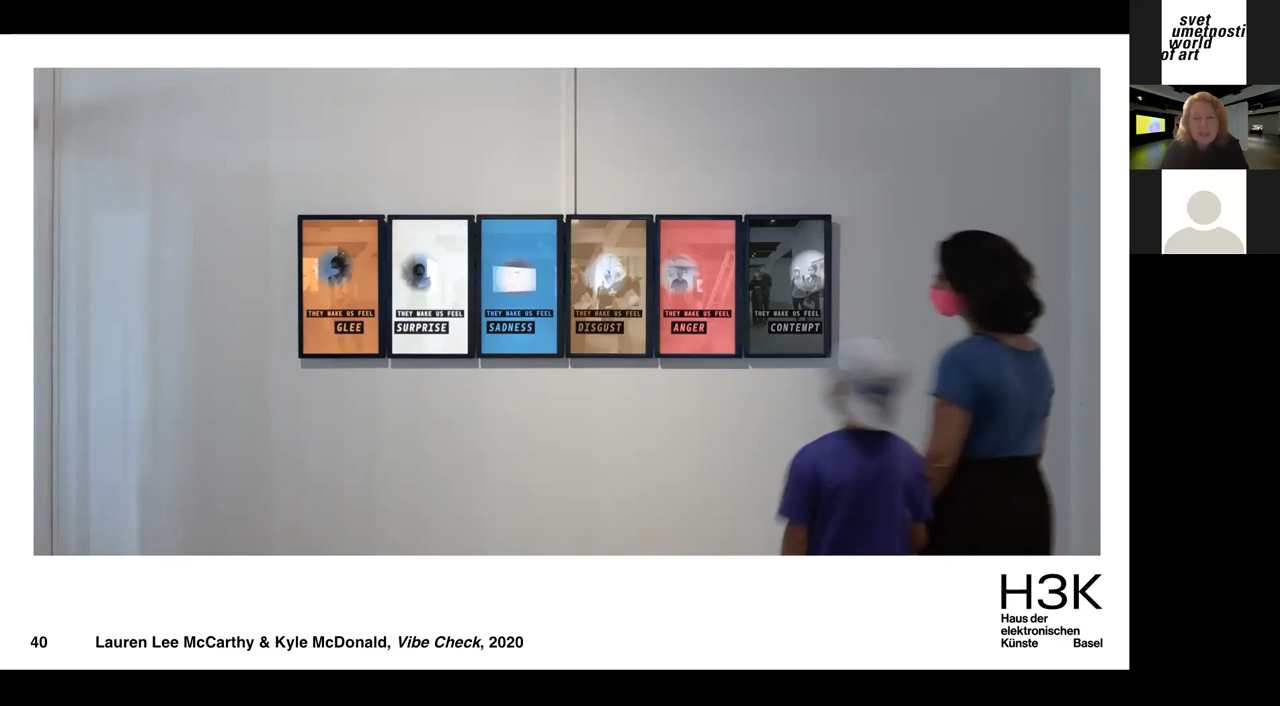 svet
umetnosti
world
of art
THEY MAKE US FEEL
GLEE
THEY MAKE US FEEL
SURPRISE
THEY MAKE US FEEL
SADNESS
THEY MAKE US FEEL
DISGUST
THEY MAKE US FEEL
ANGER
THEY MAKE US FEEL
CONTEMPT
H3K
Haus der
elektronischen
Künste Basel
40 Lauren Lee McCarthy & Kyle McDonald, Vibe Check, 2020